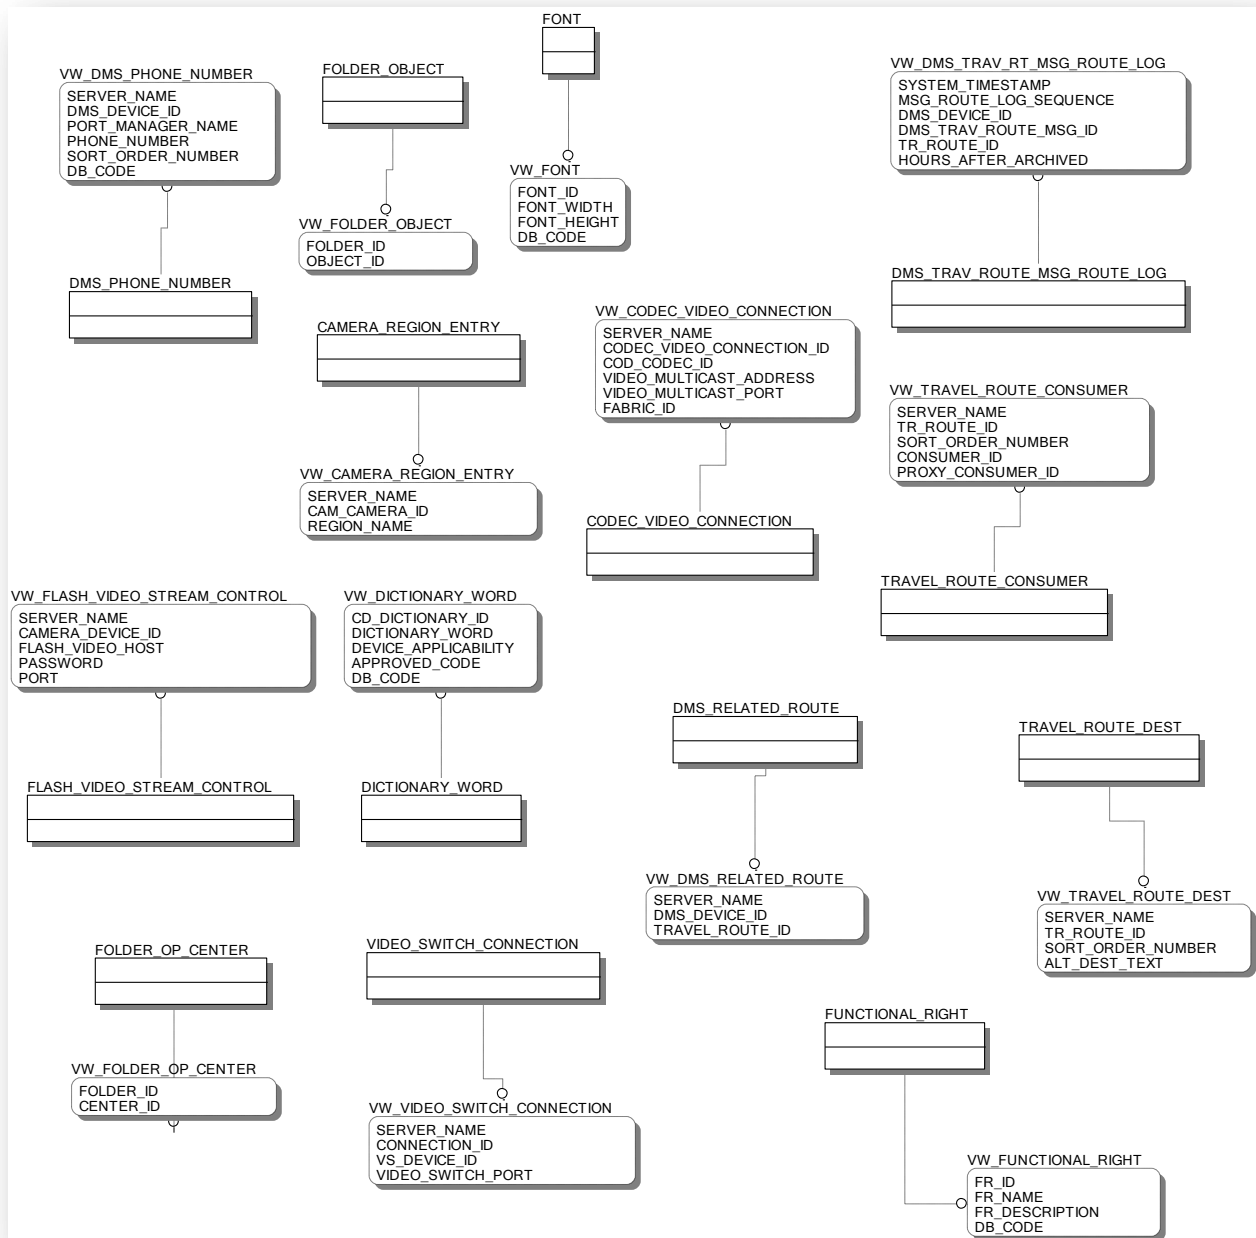 FONT
VW_DMS_PHONE_NUMBER
SERVER_NAME
DMS_DEVICE_ID
PORT_MANAGER_NAME
PHONE_NUMBER
SORT_ORDER_NUMBER
DB_CODE
FOLDER_OBJECT
VW_DMS_TRAV_RT_MSG_ROUTE_LOG
SYSTEM_TIMESTAMP
MSG_ROUTE_LOG_SEQUENCE
DMS_DEVICE_ID
DMS_TRAV_ROUTE_MSG_ID
TR_ROUTE_ID
HOURS_AFTER_ARCHIVED
VW_FONT
FONT_ID
FONT_WIDTH
FONT_HEIGHT
DB_CODE
VW_FOLDER_OBJECT
FOLDER_ID
OBJECT_ID
DMS_PHONE_NUMBER
DMS_TRAV_ROUTE_MSG_ROUTE_LOG
CAMERA_REGION_ENTRY
VW_CODEC_VIDEO_CONNECTION
SERVER_NAME
CODEC_VIDEO_CONNECTION_ID
COD_CODEC_ID
VIDEO_MULTICAST_ADDRESS
VIDEO_MULTICAST_PORT
FABRIC_ID
VW_TRAVEL_ROUTE_CONSUMER
SERVER_NAME
TR_ROUTE_ID
SORT_ORDER_NUMBER
CONSUMER_ID
PROXY_CONSUMER_ID
VW_CAMERA_REGION_ENTRY
SERVER_NAME
CAM_CAMERA_ID
REGION_NAME
CODEC_VIDEO_CONNECTION
TRAVEL_ROUTE_CONSUMER
VW_FLASH_VIDEO_STREAM_CONTROL
SERVER_NAME
CAMERA_DEVICE_ID
FLASH_VIDEO_HOST
PASSWORD
PORT
VW_DICTIONARY_WORD
CD_DICTIONARY_ID
DICTIONARY_WORD
DEVICE_APPLICABILITY
APPROVED_CODE
DB_CODE
DMS_RELATED_ROUTE
TRAVEL_ROUTE_DEST
FLASH_VIDEO_STREAM_CONTROL
DICTIONARY_WORD
VW_DMS_RELATED_ROUTE
SERVER_NAME
DMS_DEVICE_ID
TRAVEL_ROUTE_ID
VW_TRAVEL_ROUTE_DEST
SERVER_NAME
TR_ROUTE_ID
SORT_ORDER_NUMBER
ALT_DEST_TEXT
FOLDER_OP_CENTER
VIDEO_SWITCH_CONNECTION
FUNCTIONAL_RIGHT
VW_FOLDER_OP_CENTER
FOLDER_ID
CENTER_ID
VW_VIDEO_SWITCH_CONNECTION
SERVER_NAME
CONNECTION_ID
VS_DEVICE_ID
VIDEO_SWITCH_PORT
VW_FUNCTIONAL_RIGHT
FR_ID
FR_NAME
FR_DESCRIPTION
DB_CODE